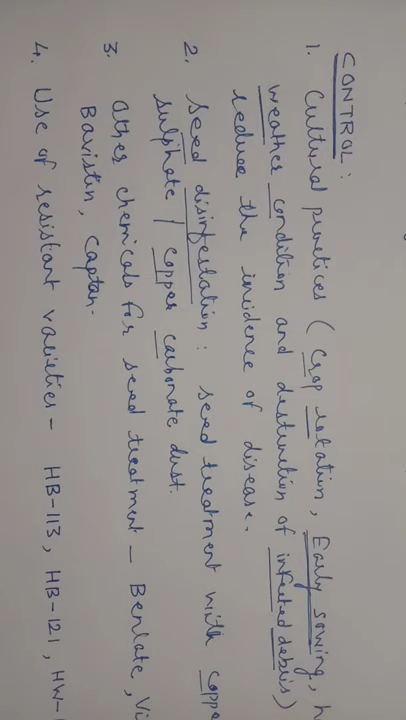 CONTROL:
1. Cultural practices (Crop rotation, Early sowing, h
weather condition and destruction of infected debris)
reduce the incidence of disease.
2. Seed disinfestation: seed treatment with Coppe
sulphate / Copper carbonate dust.
3. Other chemicals for seed treatment - Benlate, Vi
Bavistin, Captan.
4. Use of resistant varieties - HB-113, HB-121, HW-